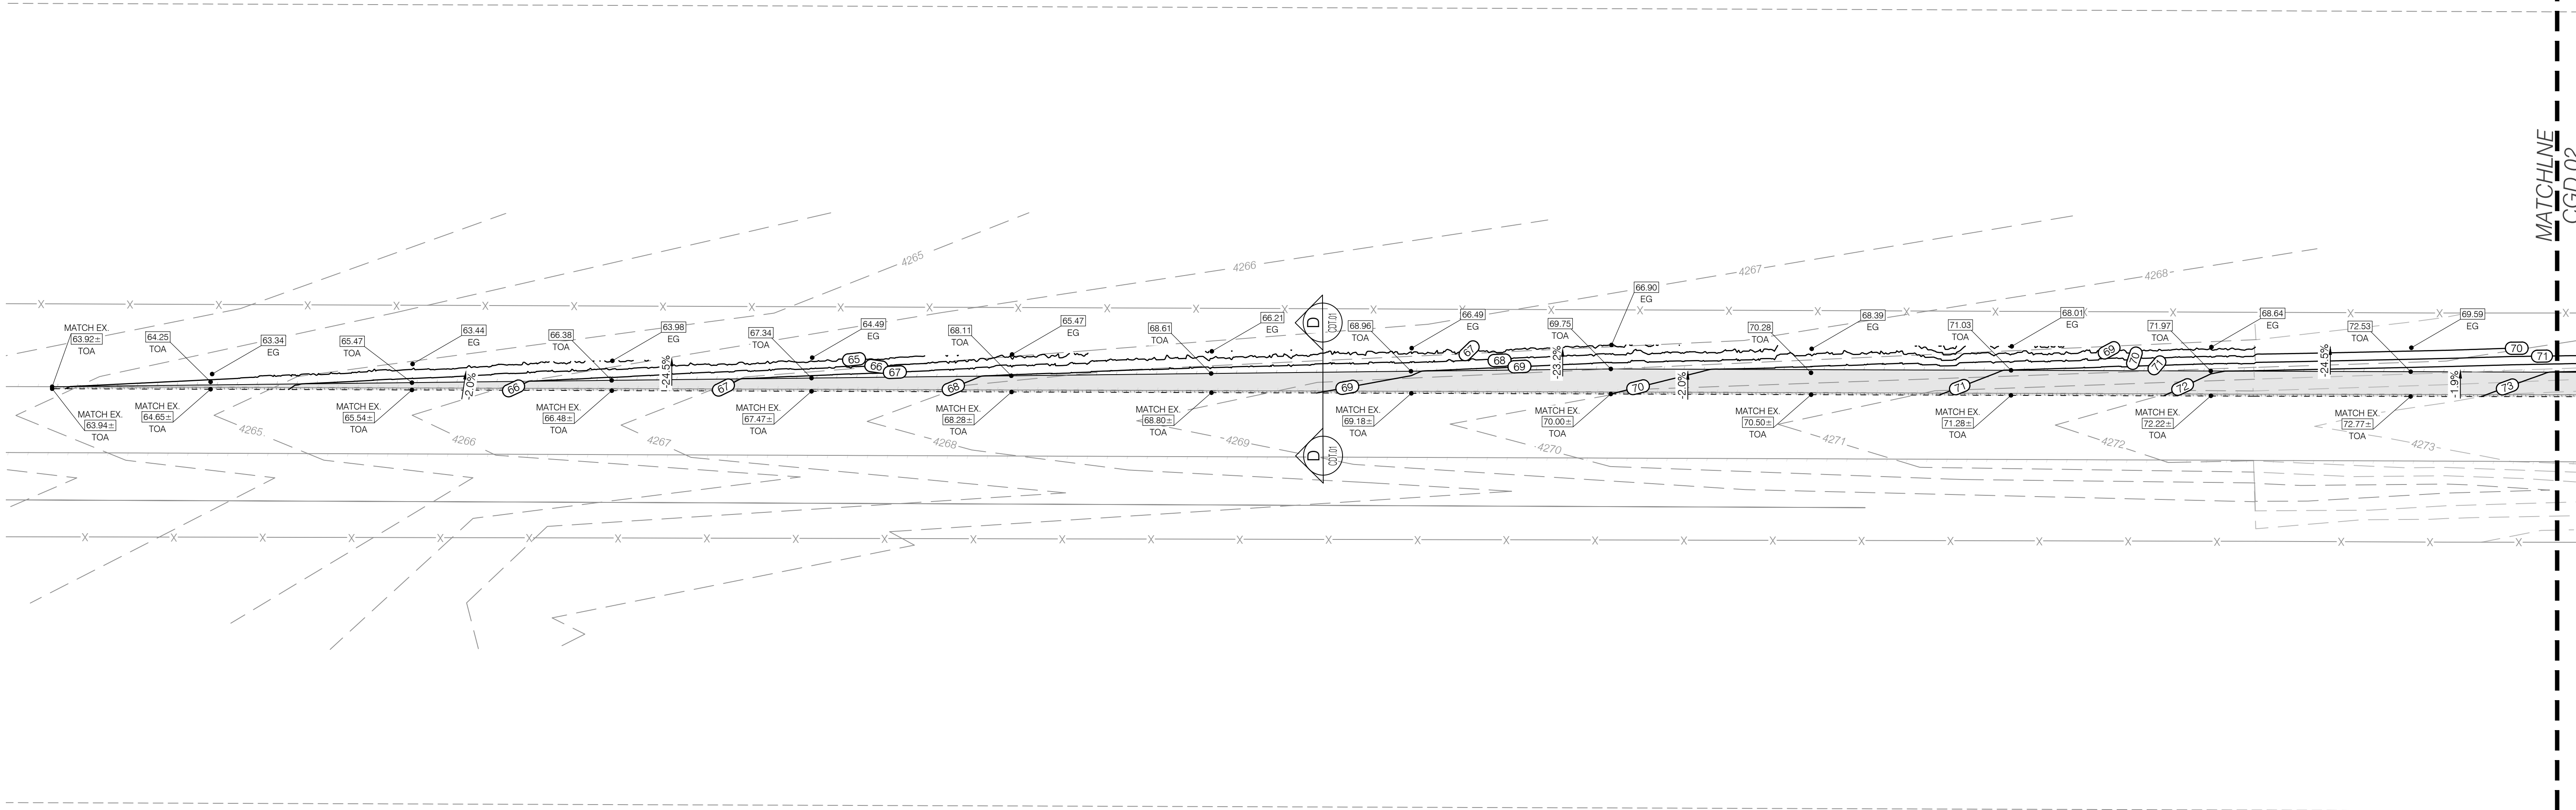 MATCHLNE
CGD.02
4265
4266
4267
4268
MATCH EX.
63.92±
TOA
64.25
TOA
63.34
EG
65.47
TOA
63.44
EG
66.38
TOA
63.98
EG
67.34
TOA
64.49
EG
68.11
TOA
65.47
EG
68.61
TOA
66.21
EG
D
CDT.01
68.96
TOA
66.49
EG
69.75
TOA
66.90
EG
70.28
TOA
68.39
EG
71.03
TOA
68.01
EG
71.97
TOA
68.64
EG
72.53
TOA
69.59
EG
65
66
67
67
68
69
69
70
71
70
71
-2.0%
-24.5%
-23.2%
-2.0%
-24.5%
-1.9%
66
67
68
69
70
71
72
73
MATCH EX.
63.94±
TOA
MATCH EX.
64.65±
TOA
MATCH EX.
65.54±
TOA
MATCH EX.
66.48±
TOA
MATCH EX.
67.47±
TOA
MATCH EX.
68.28±
TOA
MATCH EX.
68.80±
TOA
MATCH EX.
69.18±
TOA
MATCH EX.
70.00±
TOA
MATCH EX.
70.50±
TOA
MATCH EX.
71.28±
TOA
MATCH EX.
72.22±
TOA
MATCH EX.
72.77±
TOA
4265
4266
4267
4268
4269
4270
4271
4272
4273
D
CDT.01